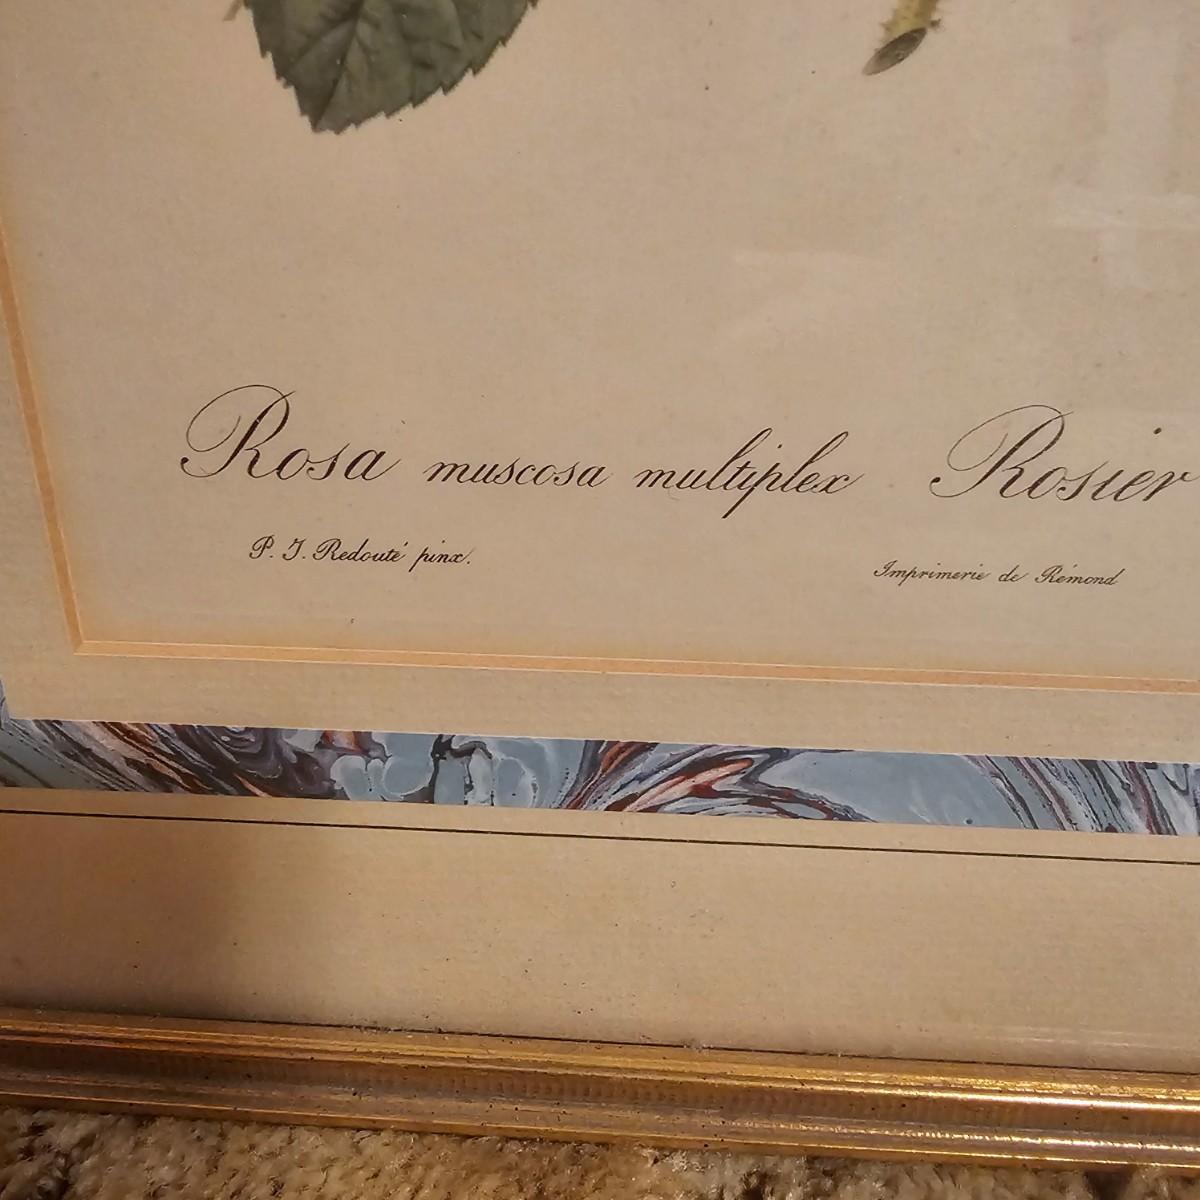 Rosa muscosa multiplex Rosier
P. J. Redouté pinx. Imprimerie de Rémond